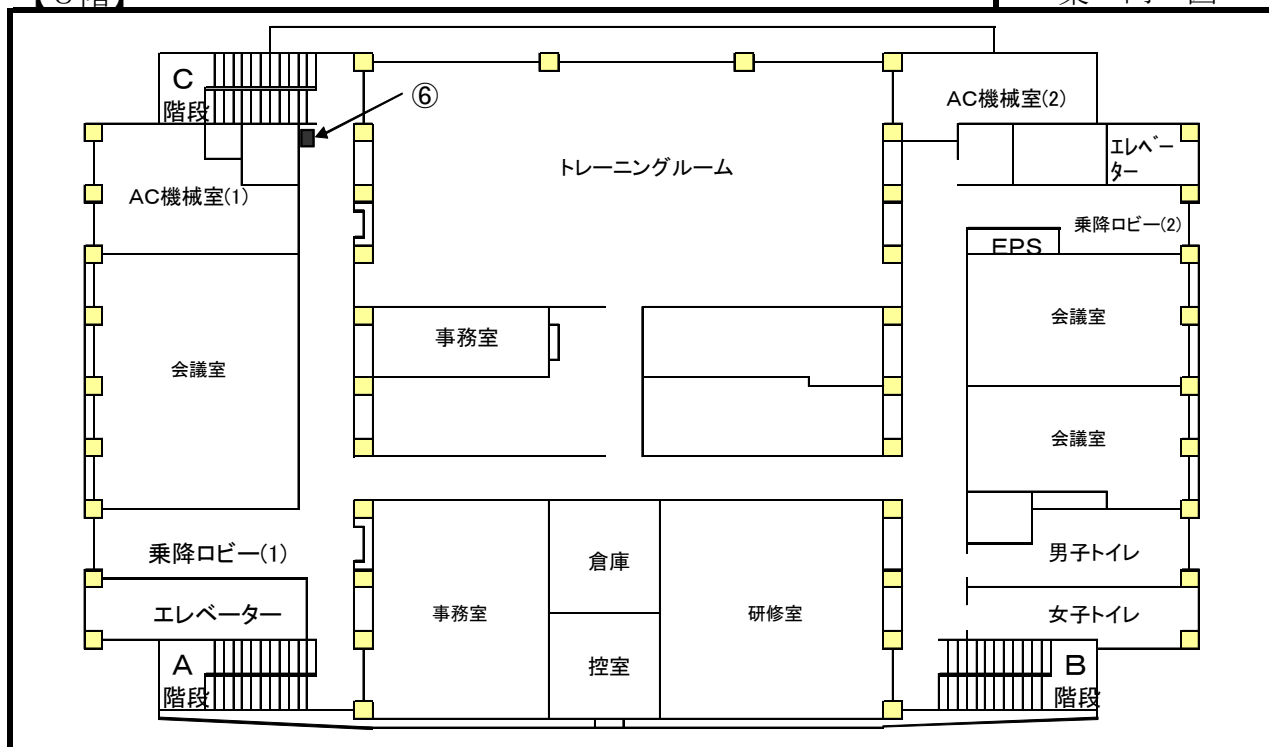 階】
案 内 図
C
階段
⑥
AC機械室(2)
エレベー
ター
トレーニングルーム
AC機械室(1)
乗降ロビー(2)
EPS
事務室
会議室
会議室
会議室
乗降ロビー(1)
倉庫
男子トイレ
エレベーター
事務室
研修室
女子トイレ
A
階段
控室
B
階段